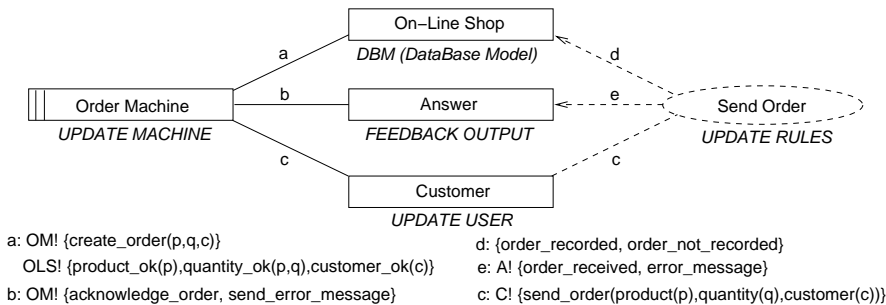 On-Line Shop
DBM (DataBase Model)
a
d
Order Machine
UPDATE MACHINE
b
Answer
FEEDBACK OUTPUT
e
Send Order
UPDATE RULES
c
c
Customer
UPDATE USER
a: OM! {create_order(p,q,c)}
OLS! {product_ok(p),quantity_ok(p,q),customer_ok(c)}
b: OM! {acknowledge_order, send_error_message}
d: {order_recorded, order_not_recorded}
e: A! {order_received, error_message}
c: C! {send_order(product(p),quantity(q),customer(c))}